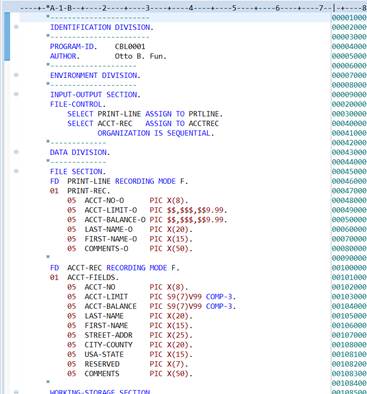 ----+-*A-1-B--+----2----+----3----+----4----+----5----+----6----+----7--|-+----8
*------------------------ 00001000
IDENTIFICATION DIVISION. 00002000
*------------------------ 00003000
PROGRAM-ID. CBL0001 00004000
AUTHOR. Otto B. Fun. 00005000
*--------------------- 00006000
ENVIRONMENT DIVISION. 00007000
*--------------------- 00008000
INPUT-OUTPUT SECTION. 00009000
FILE-CONTROL. 00020000
SELECT PRINT-LINE ASSIGN TO PRTLINE. 00030000
SELECT ACCT-REC ASSIGN TO ACCTREC 00040000
ORGANIZATION IS SEQUENTIAL. 00041000
*------------- 00042000
DATA DIVISION. 00043000
*------------- 00044000
FILE SECTION. 00045000
FD PRINT-LINE RECORDING MODE F. 00046000
01 PRINT-REC. 00047000
05 ACCT-NO-O PIC X(8). 00048000
05 ACCT-LIMIT-O PIC $$,$$$,$$9.99. 00049000
05 ACCT-BALANCE-O PIC $$,$$$,$$9.99. 00050000
05 LAST-NAME-O PIC X(20). 00060000
05 FIRST-NAME-O PIC X(15). 00070000
05 COMMENTS-O PIC X(50). 00080000
* 00090000
FD ACCT-REC RECORDING MODE F. 00100000
01 ACCT-FIELDS. 00101000
05 ACCT-NO PIC X(8). 00102000
05 ACCT-LIMIT PIC S9(7)V99 COMP-3. 00103000
05 ACCT-BALANCE PIC S9(7)V99 COMP-3. 00104000
05 LAST-NAME PIC X(20). 00105000
05 FIRST-NAME PIC X(15). 00106000
05 STREET-ADDR PIC X(25). 00107000
05 CITY-COUNTY PIC X(20). 00108000
05 USA-STATE PIC X(15). 00108100
05 RESERVED PIC X(7). 00108200
05 COMMENTS PIC X(50). 00108300
* 00108400
WORKING-STORAGE SECTION. 00108500